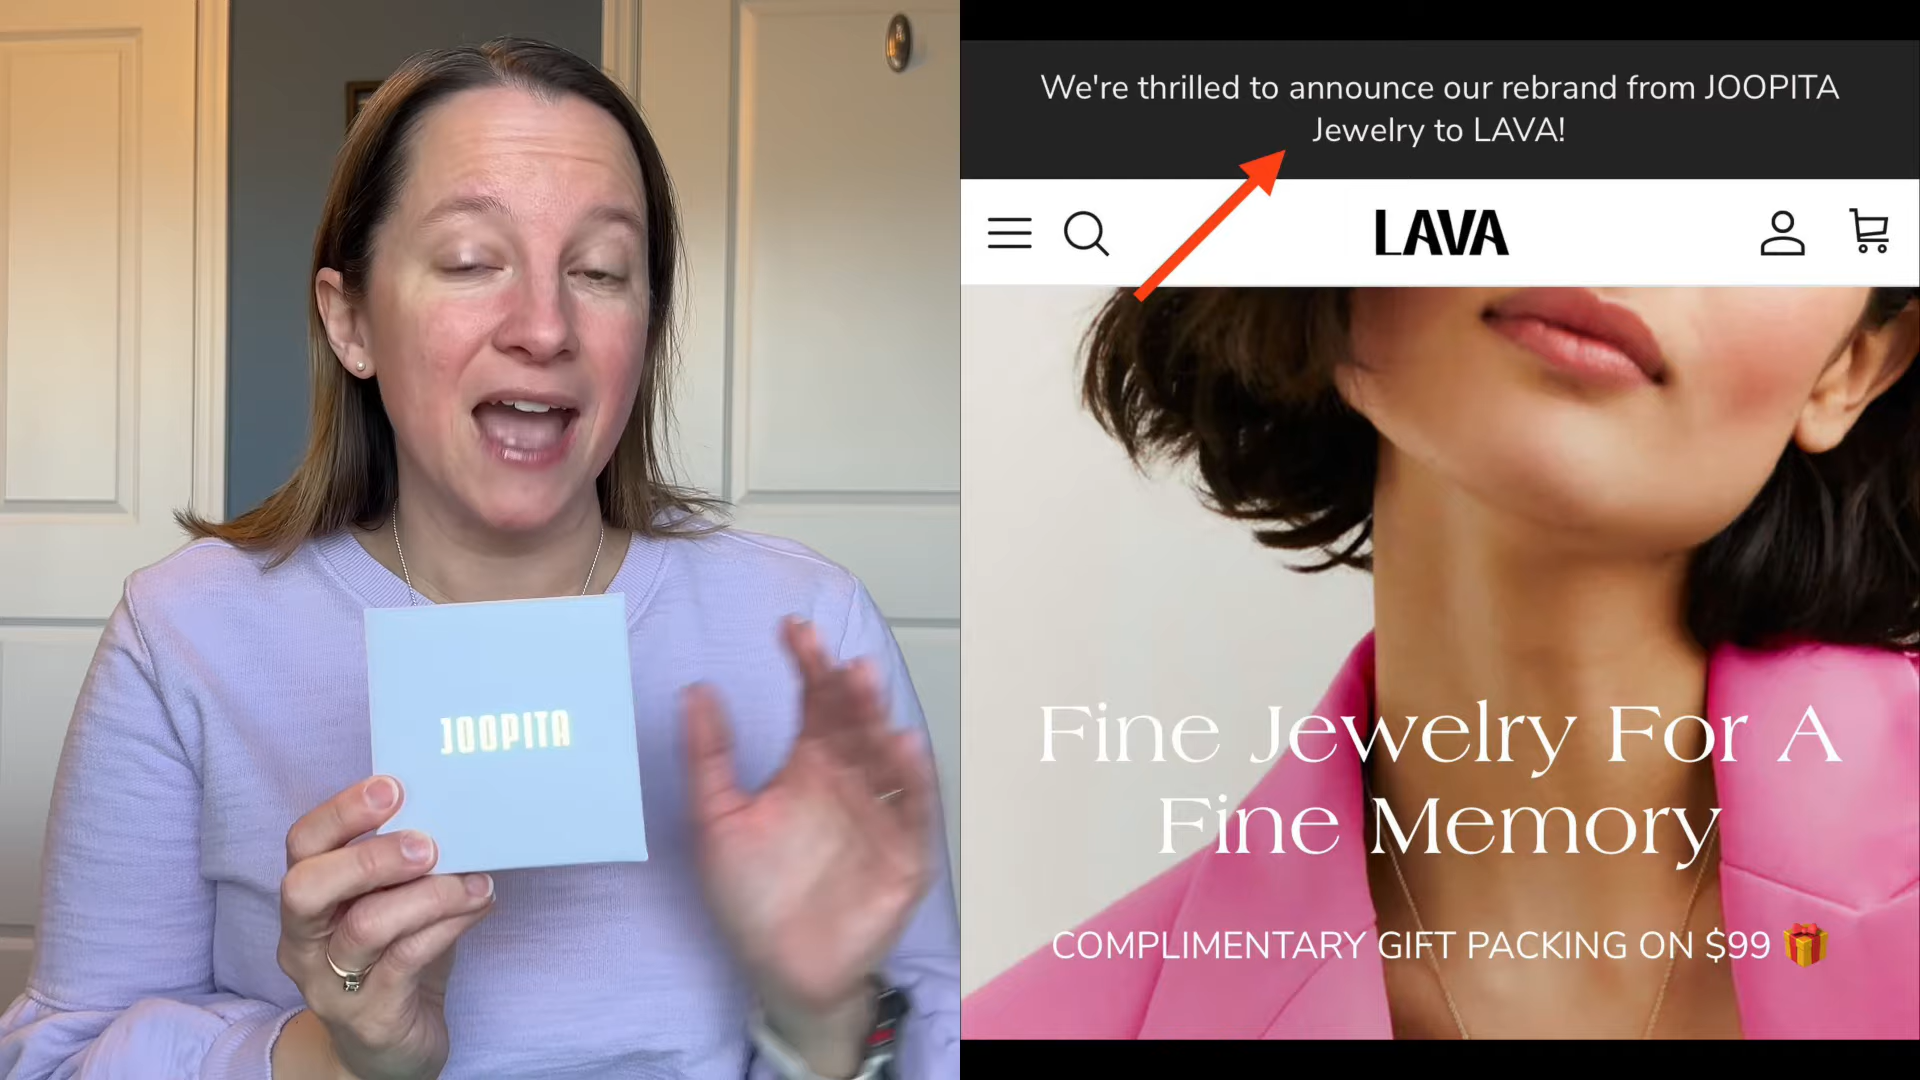 JOOPITA
We're thrilled to announce our rebrand from JOOPITA
Jewelry to LAVA!
LAVA
Fine Jewelry For A
Fine Memory
COMPLIMENTARY GIFT PACKING ON $99 🎁